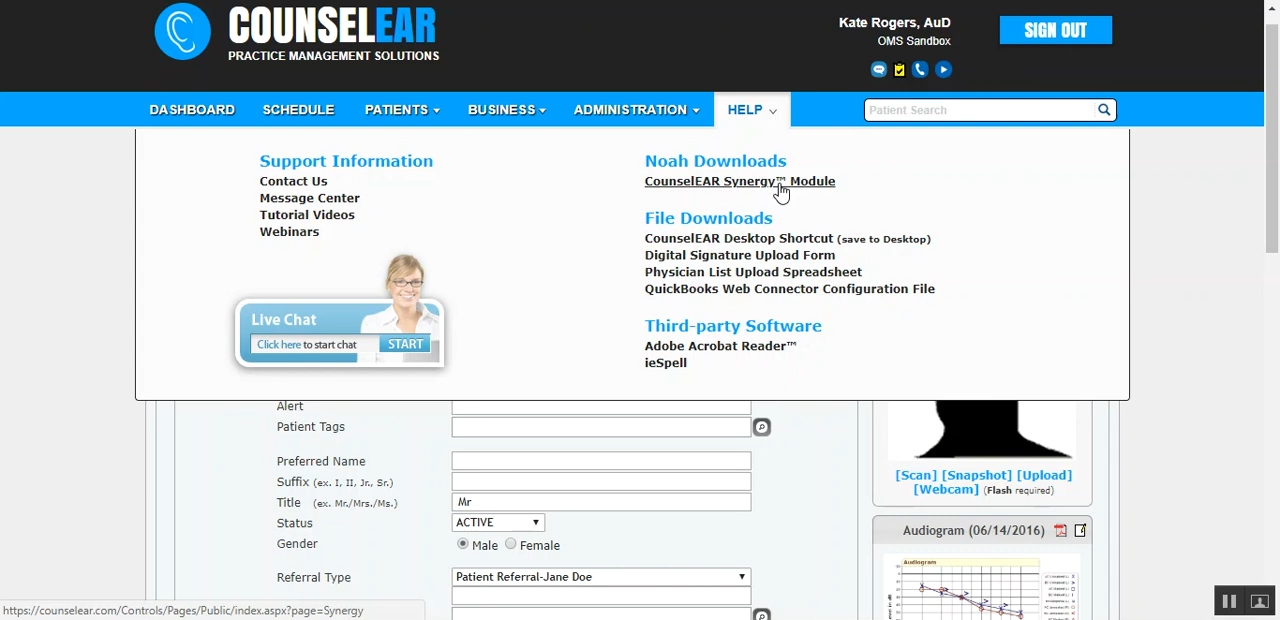 COUNSELEAR
PRACTICE MANAGEMENT SOLUTIONS
Kate Rogers, AuD
OMS Sandbox
SIGN OUT
DASHBOARD SCHEDULE PATIENTS BUSINESS ADMINISTRATION HELP Patient Search
Support Information
Contact Us
Message Center
Tutorial Videos
Webinars
Live Chat
Click here to start chat START
Noah Downloads
CounselEAR Synergy™ Module
File Downloads
CounselEAR Desktop Shortcut (save to Desktop)
Digital Signature Upload Form
Physician List Upload Spreadsheet
QuickBooks Web Connector Configuration File
Third-party Software
Adobe Acrobat Reader™
ieSpell
Alert
Patient Tags
Preferred Name
Suffix (ex. I, II, Jr., Sr.)
Title (ex. Mr./Mrs./Ms.) Mr
Status ACTIVE
Gender Male Female
Referral Type Patient Referral-Jane Doe
[Scan] [Snapshot] [Upload]
[Webcam] (Flash required)
Audiogram (06/14/2016)
Audiogram
https://counselear.com/Controls/Pages/Public/index.aspx?page=Synergy